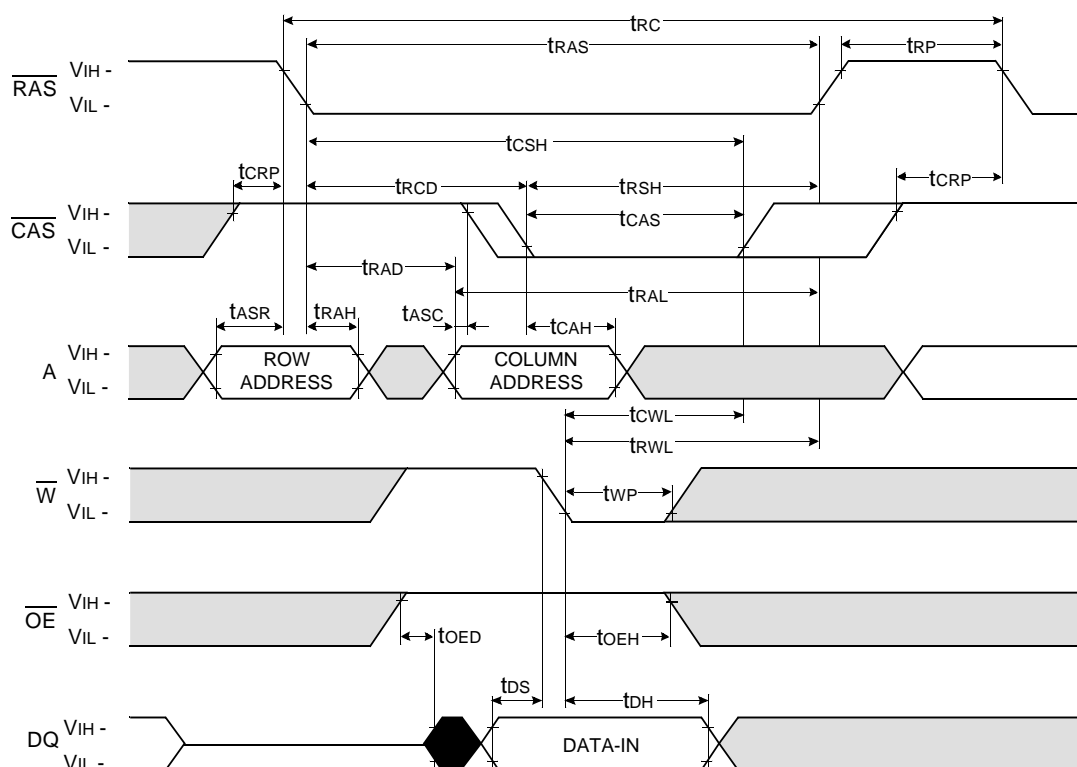 tRC
tRAS
tRP
RAS
VIH -
VIL -
tCSH
tCRP
tRCD
tRSH
tCRP
CAS
VIH -
VIL -
tCAS
tRAD
tRAL
tASR
tRAH
tASC
tCAH
A
VIH -
VIL -
ROW
ADDRESS
COLUMN
ADDRESS
tCWL
tRWL
W
VIH -
VIL -
tWP
OE
VIH -
VIL -
tOED
tOEH
tDS
tDH
DQ
VIH -
VIL -
DATA-IN